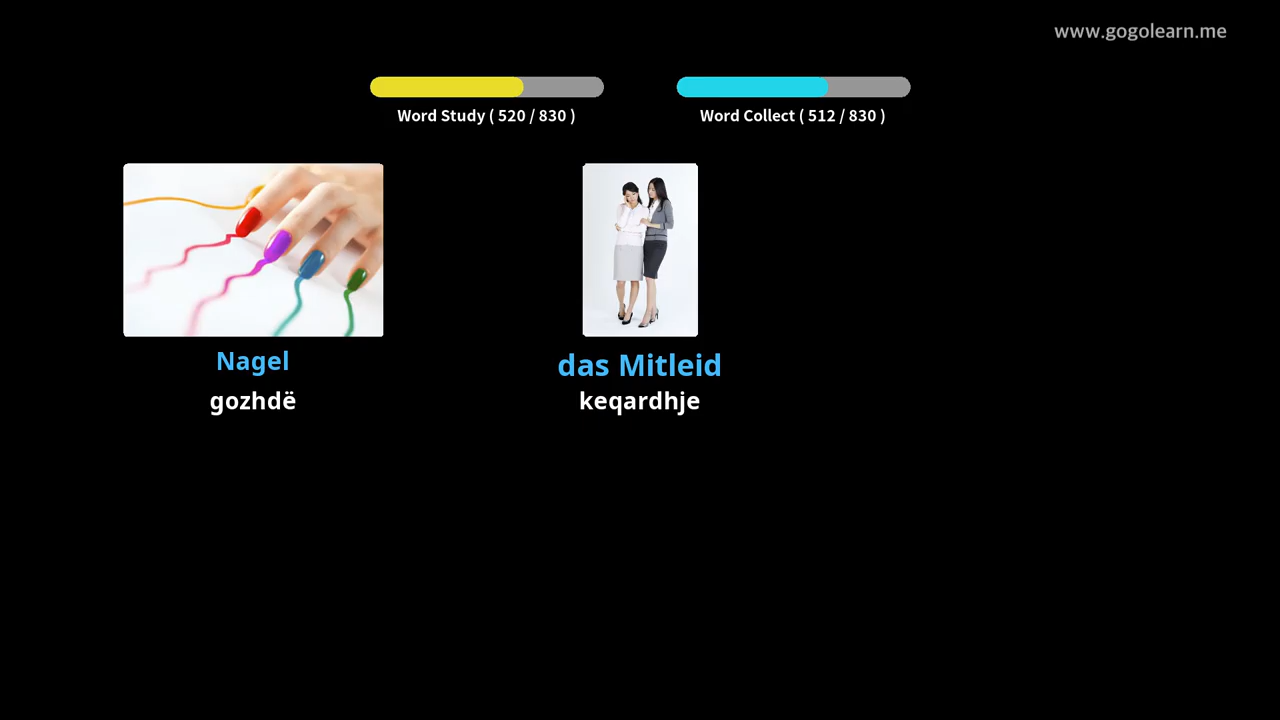 www.gogolearn.me
Word Study ( 520 / 830 )
Word Collect ( 512 / 830 )
Nagel
gozhdë
das Mitleid
keqardhje